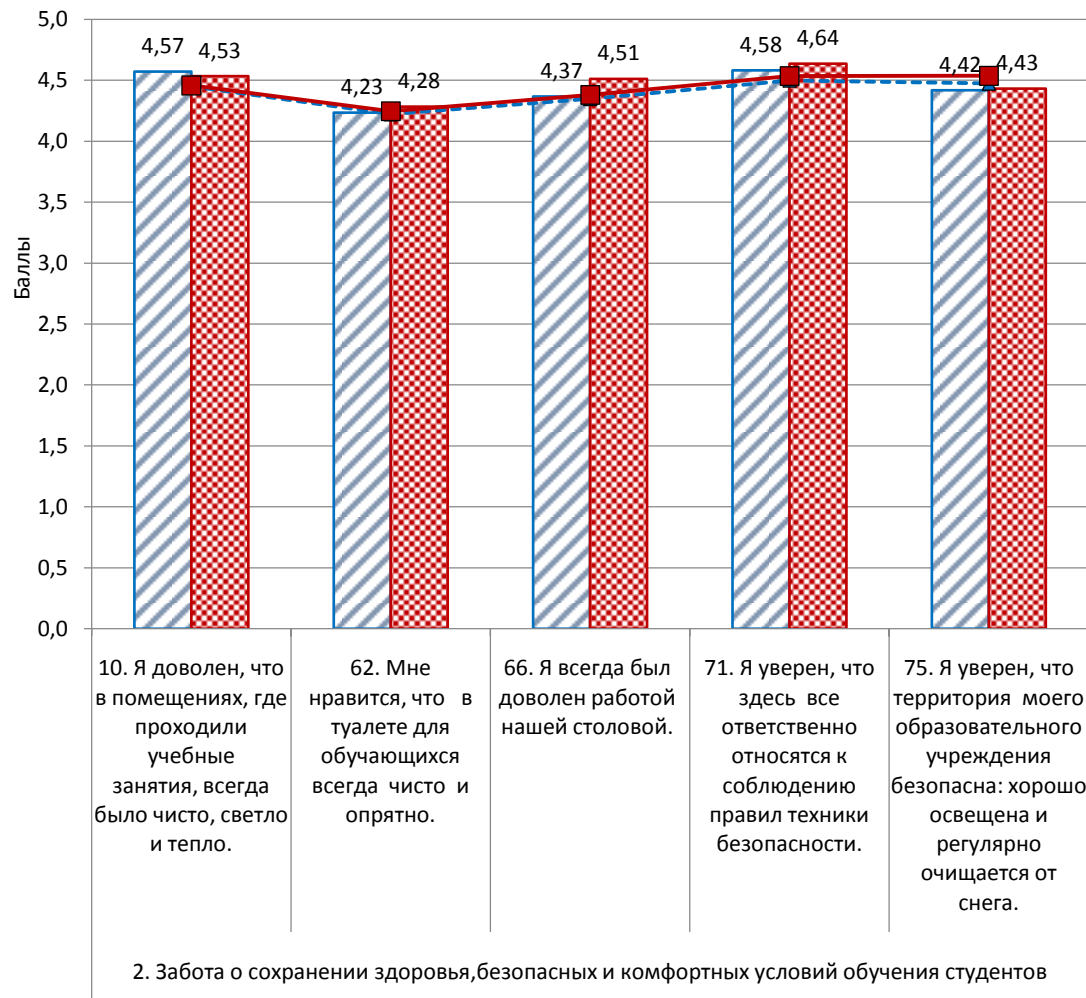 5,0
4,5
4,0
3,5
3,0
2,5
2,0
1,5
1,0
0,5
0,0
Баллы
4,57
4,53
4,23
4,28
4,37
4,51
4,58
4,64
4,42
4,43
10. Я доволен, что
в помещениях, где
проходили
учебные
занятия, всегда
было чисто, светло
и тепло.
62. Мне
нравится, что в
туалете для
обучающихся
всегда чисто и
опрятно.
66. Я всегда был
доволен работой
нашей столовой.
71. Я уверен, что
здесь все
ответственно
относятся к
соблюдению
правил техники
безопасности.
75. Я уверен, что
территория моего
образовательного
учреждения
безопасна: хорошо
освещена и
регулярно
очищается от
снега.
2. Забота о сохранении здоровья,безопасных и комфортных условий обучения студентов